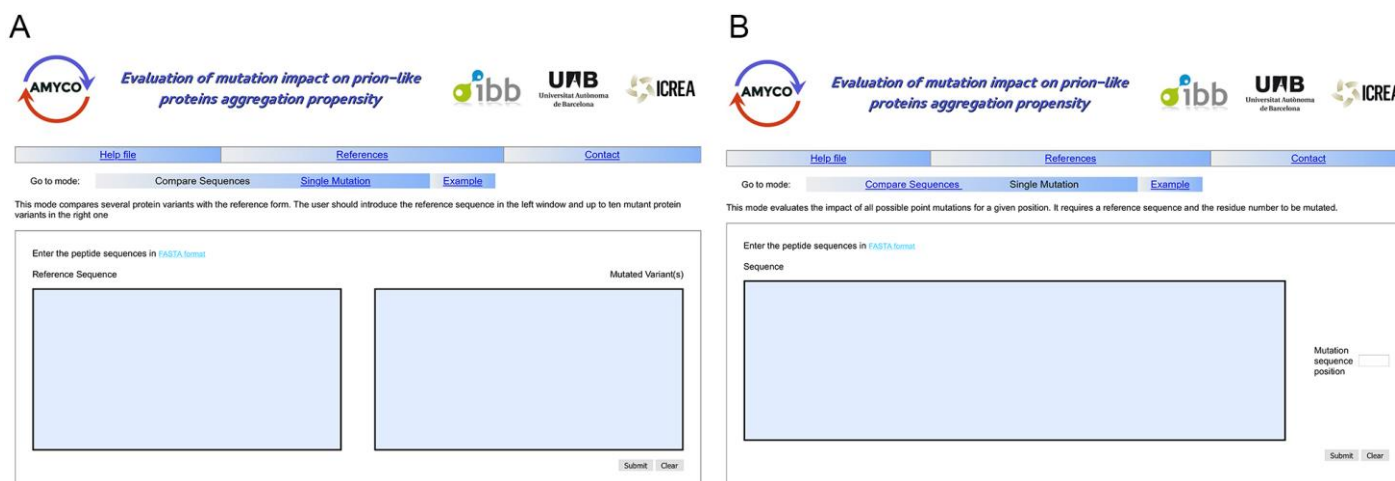 A
AMYCO
Evaluation of mutation impact on prion-like
proteins aggregation propensity
ibb
UAB
Universitat Autònoma
de Barcelona
ICREA
Help file References Contact
Go to mode: Compare Sequences Single Mutation Example
This mode compares several protein variants with the reference form. The user should introduce the reference sequence in the left window and up to ten mutant protein
variants in the right one
Enter the peptide sequences in FASTA format
Reference Sequence Mutated Variant(s)
Submit Clear
B
AMYCO
Evaluation of mutation impact on prion-like
proteins aggregation propensity
ibb
UAB
Universitat Autònoma
de Barcelona
ICREA
Help file References Contact
Go to mode: Compare Sequences Single Mutation Example
This mode evaluates the impact of all possible point mutations for a given position. It requires a reference sequence and the residue number to be mutated.
Enter the peptide sequences in FASTA format
Sequence
Mutation
sequence
position
Submit Clear